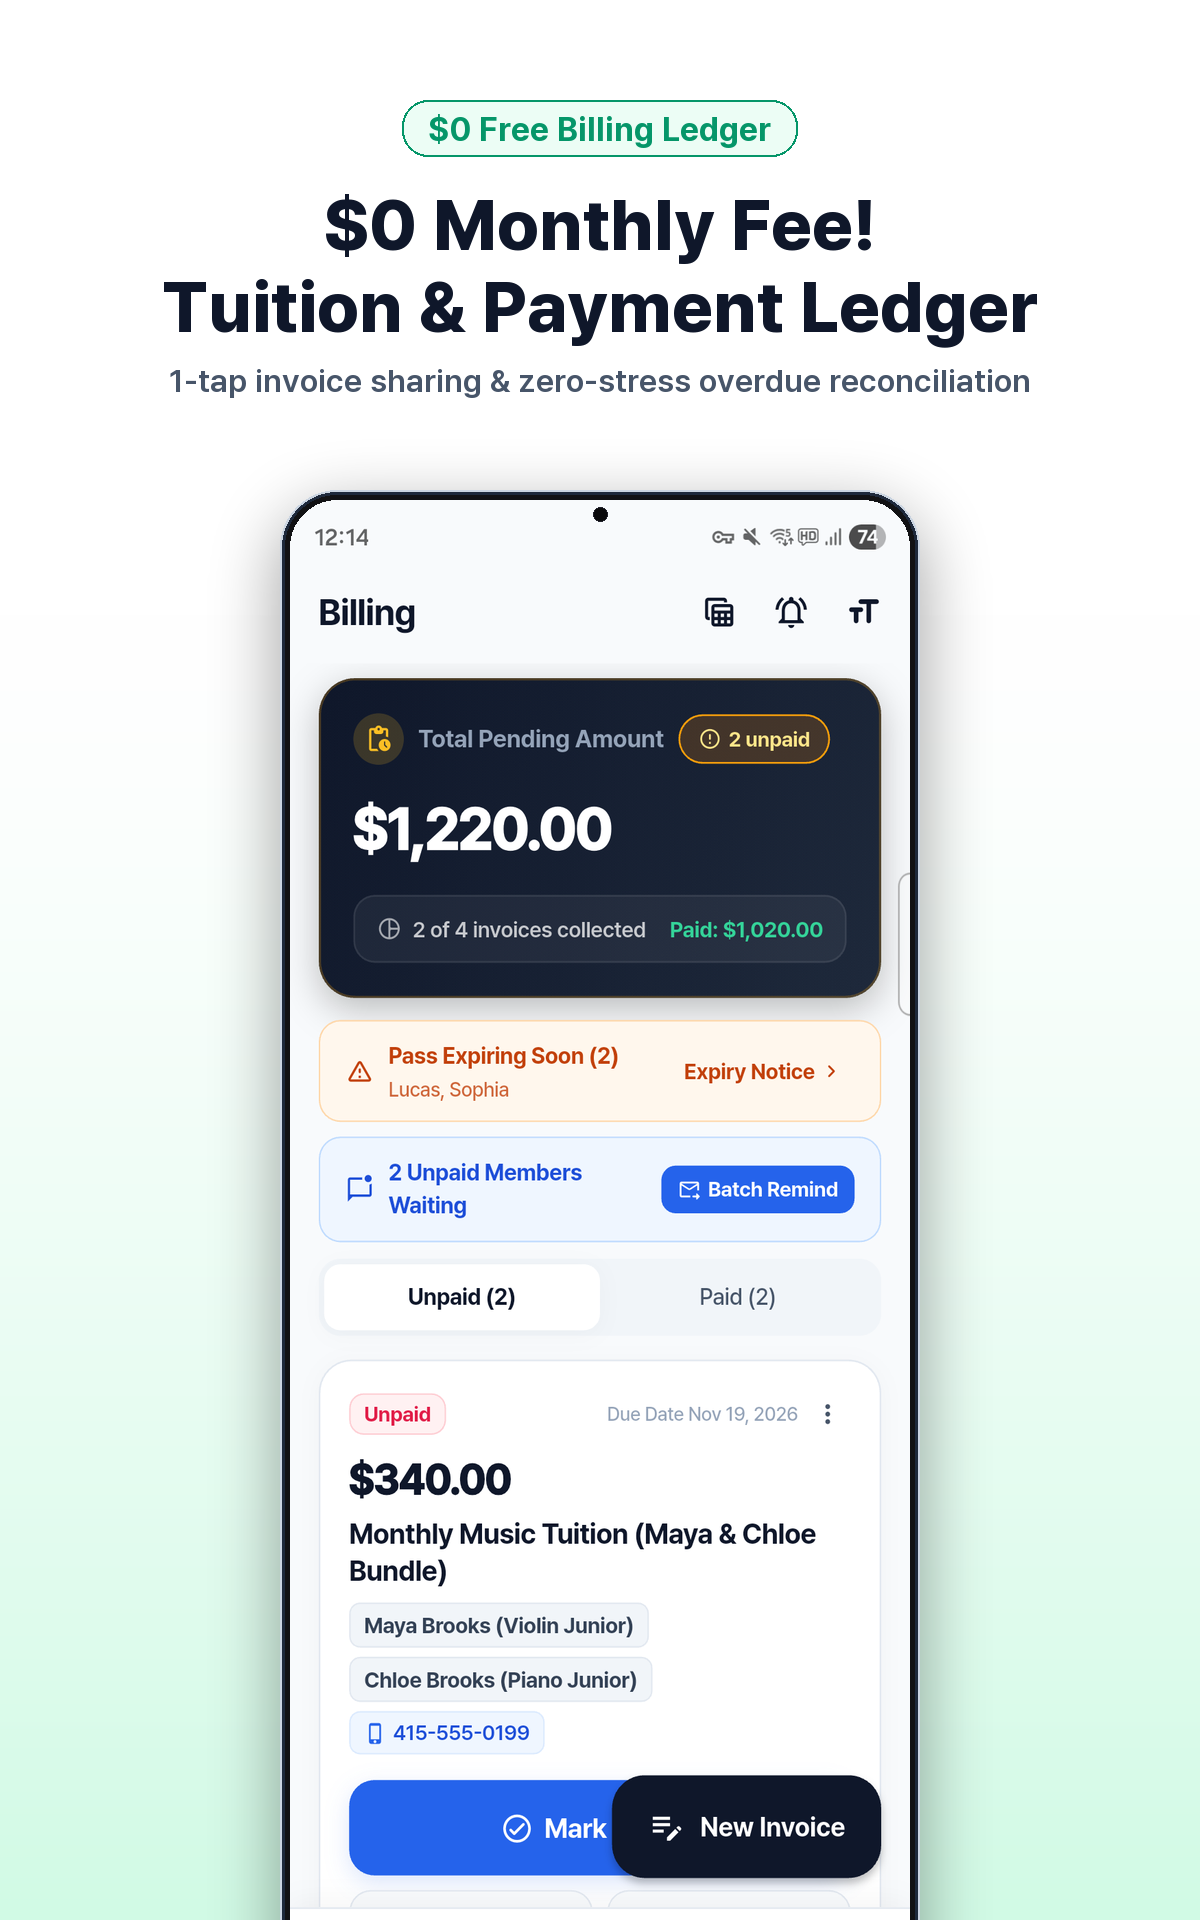 $0 Free Billing Ledger
$0 Monthly Fee!
Tuition & Payment Ledger
1-tap invoice sharing & zero-stress overdue reconciliation
12:14
5
HD
74
Billing
Total Pending Amount
2 unpaid
$1,220.00
2 of 4 invoices collected
Paid: $1,020.00
Pass Expiring Soon (2)
Lucas, Sophia
Expiry Notice
2 Unpaid Members
Waiting
Batch Remind
Unpaid (2)
Paid (2)
Unpaid
Due Date Nov 19, 2026
$340.00
Monthly Music Tuition (Maya & Chloe
Bundle)
Maya Brooks (Violin Junior)
Chloe Brooks (Piano Junior)
415-555-0199
Mark
New Invoice